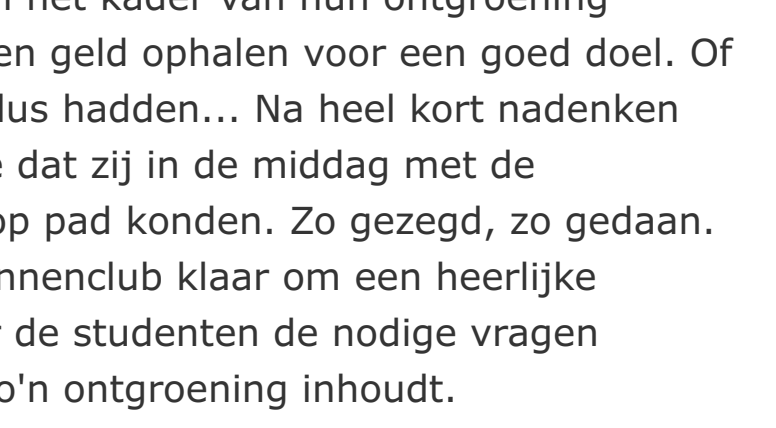 het kader van hun ontgroening
en geld ophalen voor een goed doel. Of
lus hadden... Na heel kort nadenken
dat zij in de middag met de
op pad konden. Zo gezegd, zo gedaan.
nnenclub klaar om een heerlijke
de studenten de nodige vragen
o'n ontgroening inhoudt.